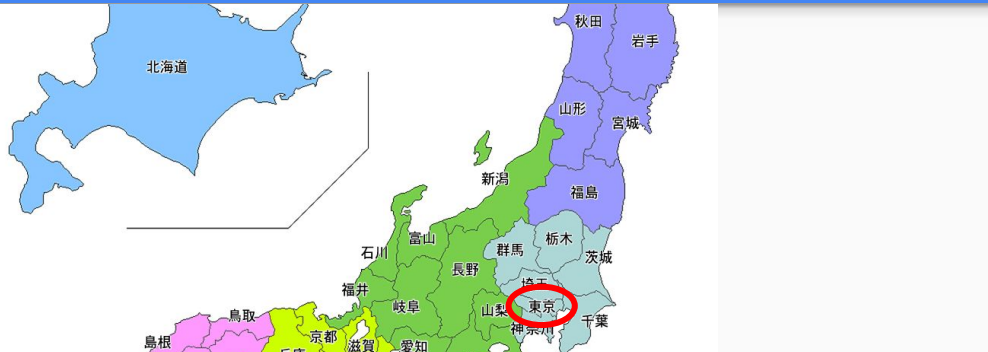 秋田
岩手
北海道
山形
宮城
新潟
福島
富山
栃木
石川
群馬
茨城
長野
埼玉
福井
岐阜
山梨
東京
鳥取
千葉
神奈川
京都
島根
滋賀
愛知
兵庫